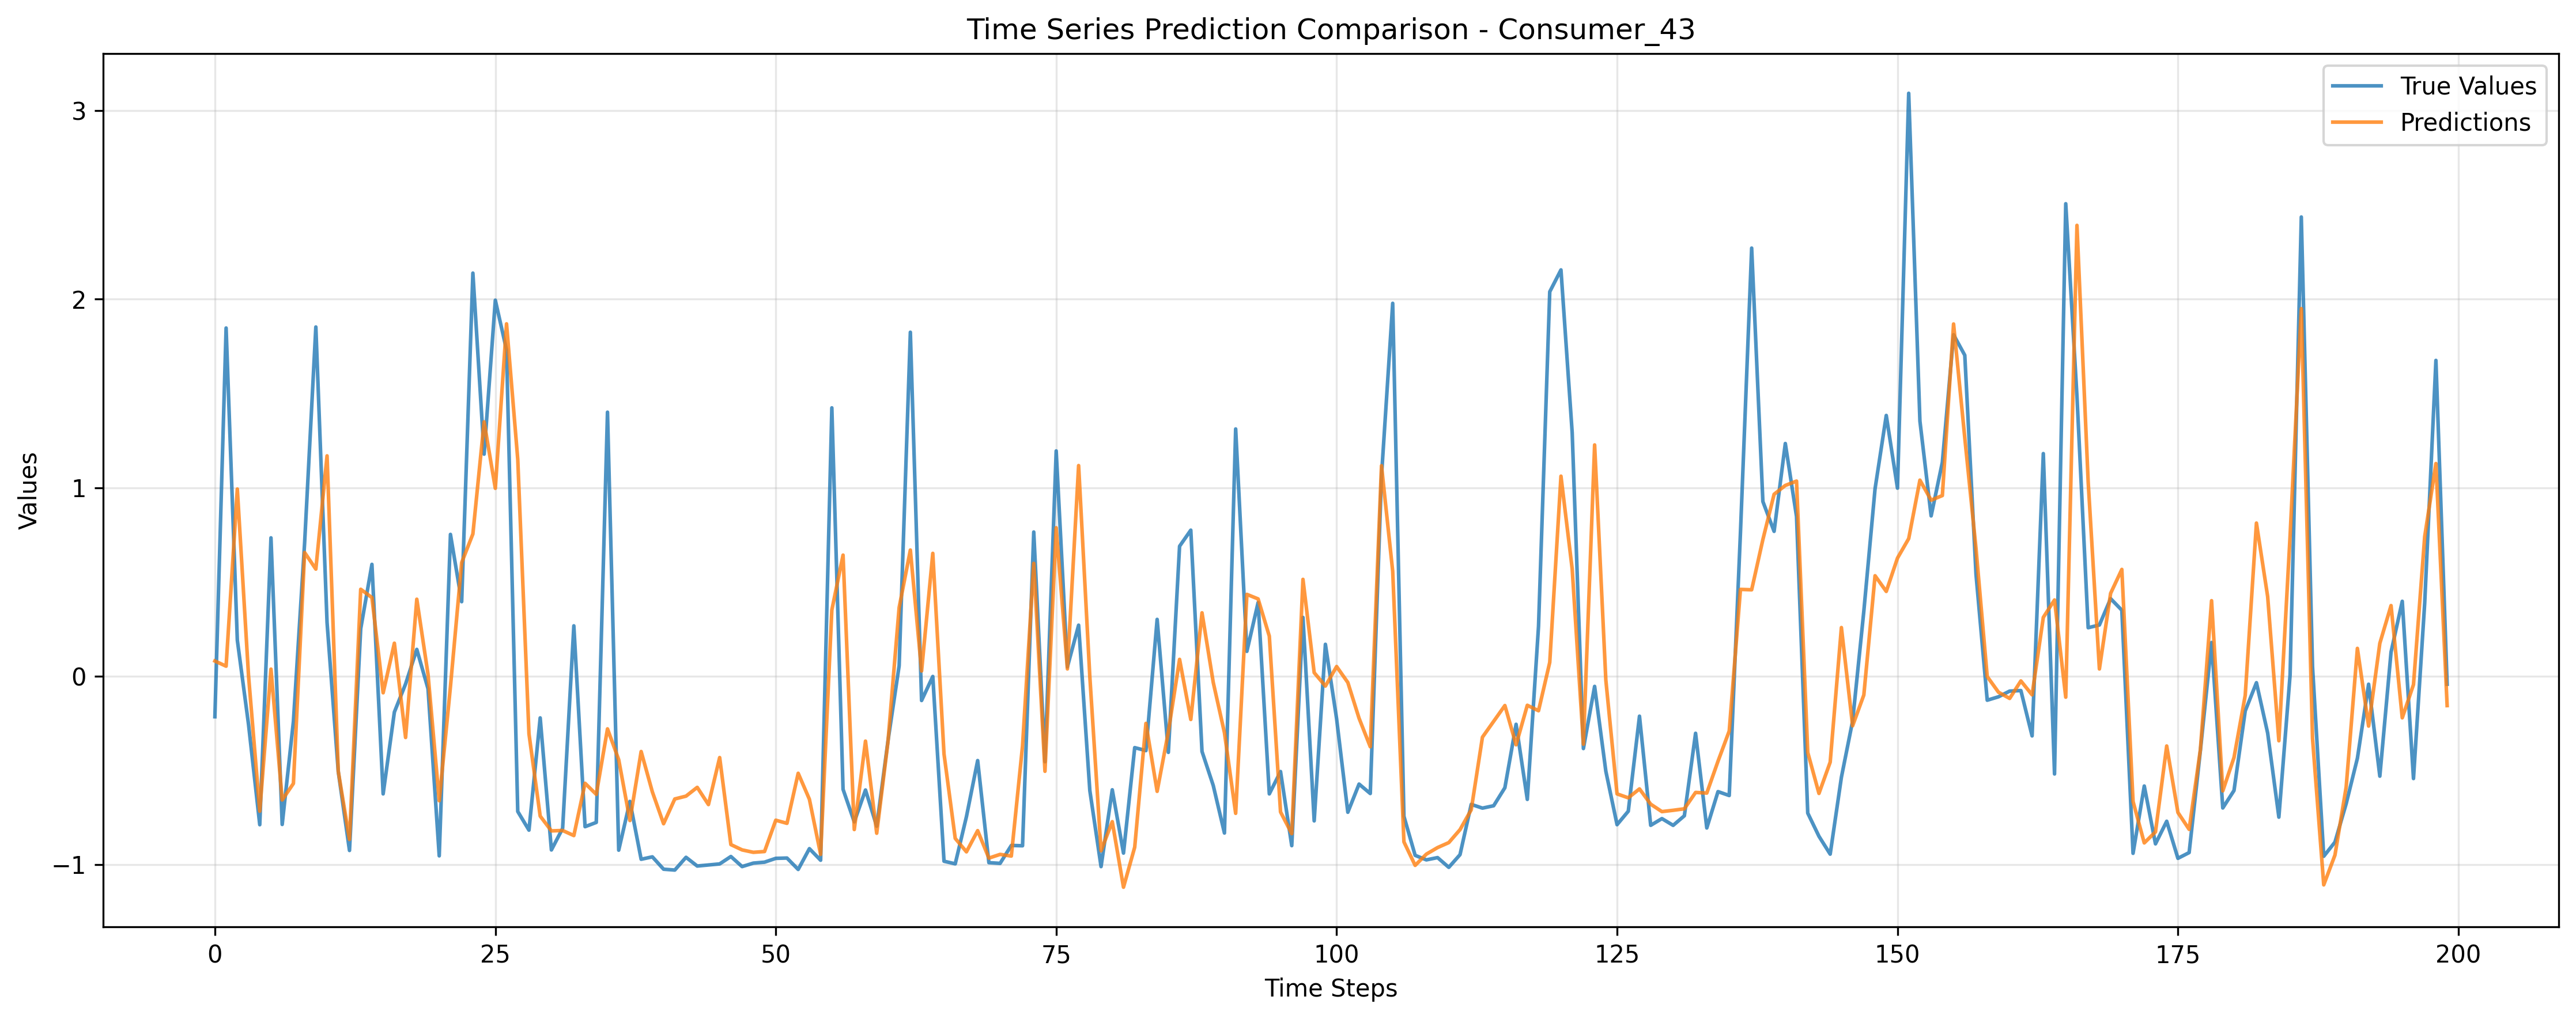 Time Series Prediction Comparison - Consumer_43
True Values
Predictions
Values
3
2
1
0
−1
0 25 50 75 100 125 150 175 200
Time Steps